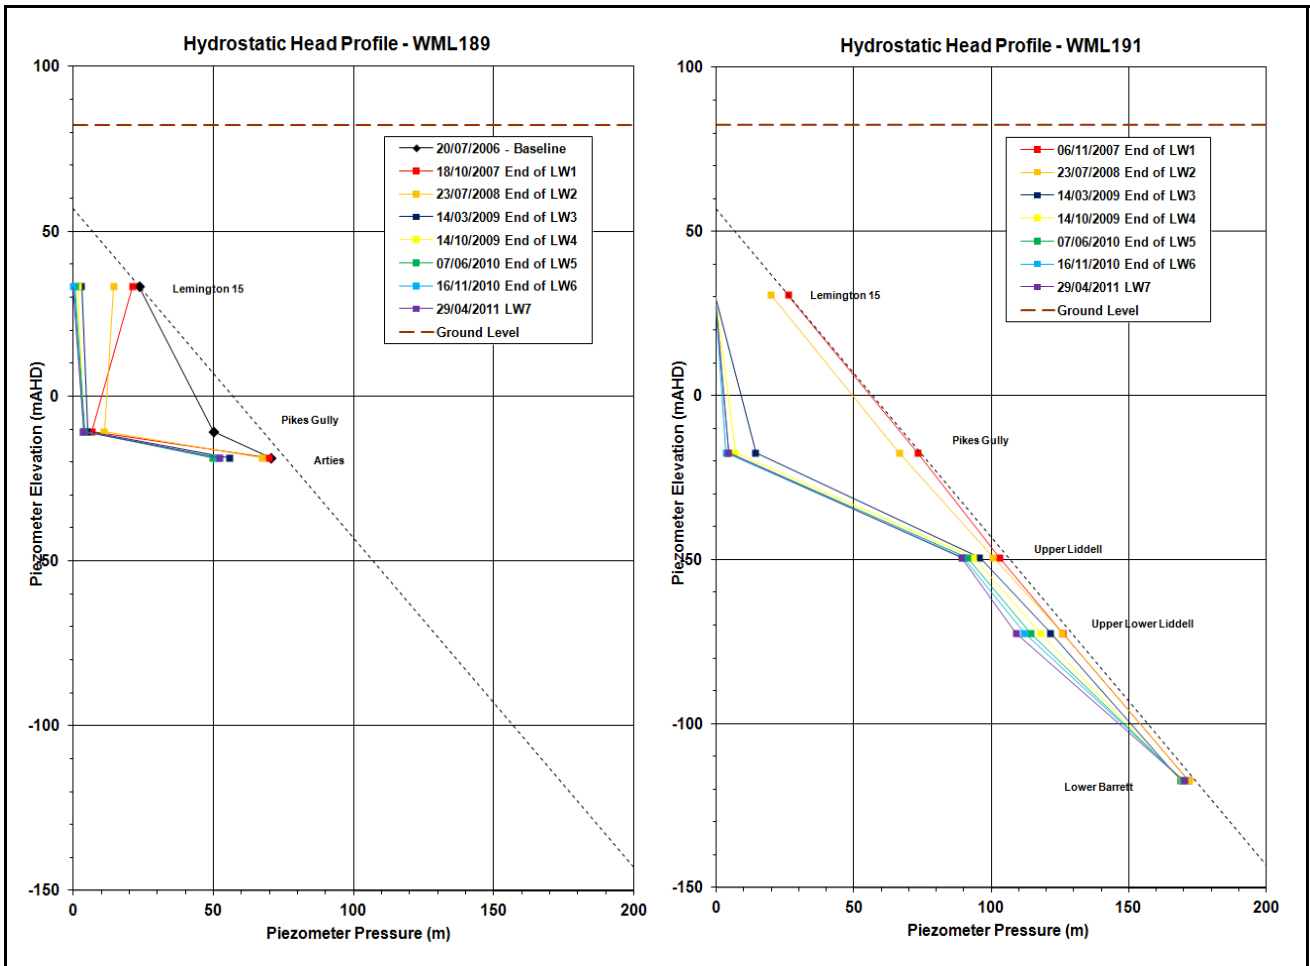 Hydrostatic Head Profile - WML189
100
50
0
-50
-100
-150
0
50
100
150
200
Piezometer Elevation (mAHD)
Piezometer Pressure (m)
20/07/2006 - Baseline
18/10/2007 End of LW1
23/07/2008 End of LW2
14/03/2009 End of LW3
14/10/2009 End of LW4
07/06/2010 End of LW5
16/11/2010 End of LW6
29/04/2011 LW7
Ground Level
Lemington 15
Pikes Gully
Arties
Hydrostatic Head Profile - WML191
100
50
0
-50
-100
-150
0
50
100
150
200
Piezometer Elevation (mAHD)
Piezometer Pressure (m)
06/11/2007 End of LW1
23/07/2008 End of LW2
14/03/2009 End of LW3
14/10/2009 End of LW4
07/06/2010 End of LW5
16/11/2010 End of LW6
29/04/2011 LW7
Ground Level
Lemington 15
Pikes Gully
Upper Liddell
Upper Lower Liddell
Lower Barrett